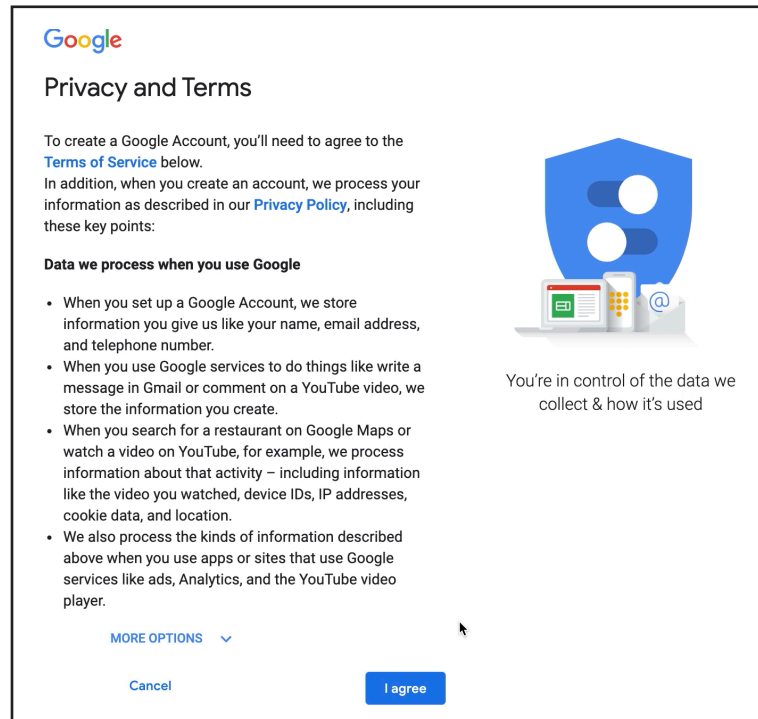 Google
Privacy and Terms
To create a Google Account, you'll need to agree to the
Terms of Service below.
In addition, when you create an account, we process your
information as described in our Privacy Policy, including
these key points:
Data we process when you use Google
• When you set up a Google Account, we store
information you give us like your name, email address,
and telephone number.
• When you use Google services to do things like write a
message in Gmail or comment on a YouTube video, we
store the information you create.
• When you search for a restaurant on Google Maps or
watch a video on YouTube, for example, we process
information about that activity – including information
like the video you watched, device IDs, IP addresses,
cookie data, and location.
• We also process the kinds of information described
above when you use apps or sites that use Google
services like ads, Analytics, and the YouTube video
player.
MORE OPTIONS
Cancel
I agree
@
You're in control of the data we
collect & how it's used